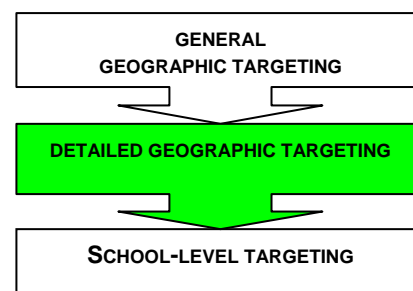 GENERAL
GEOGRAPHIC TARGETING
DETAILED GEOGRAPHIC TARGETING
SCHOOL-LEVEL TARGETING